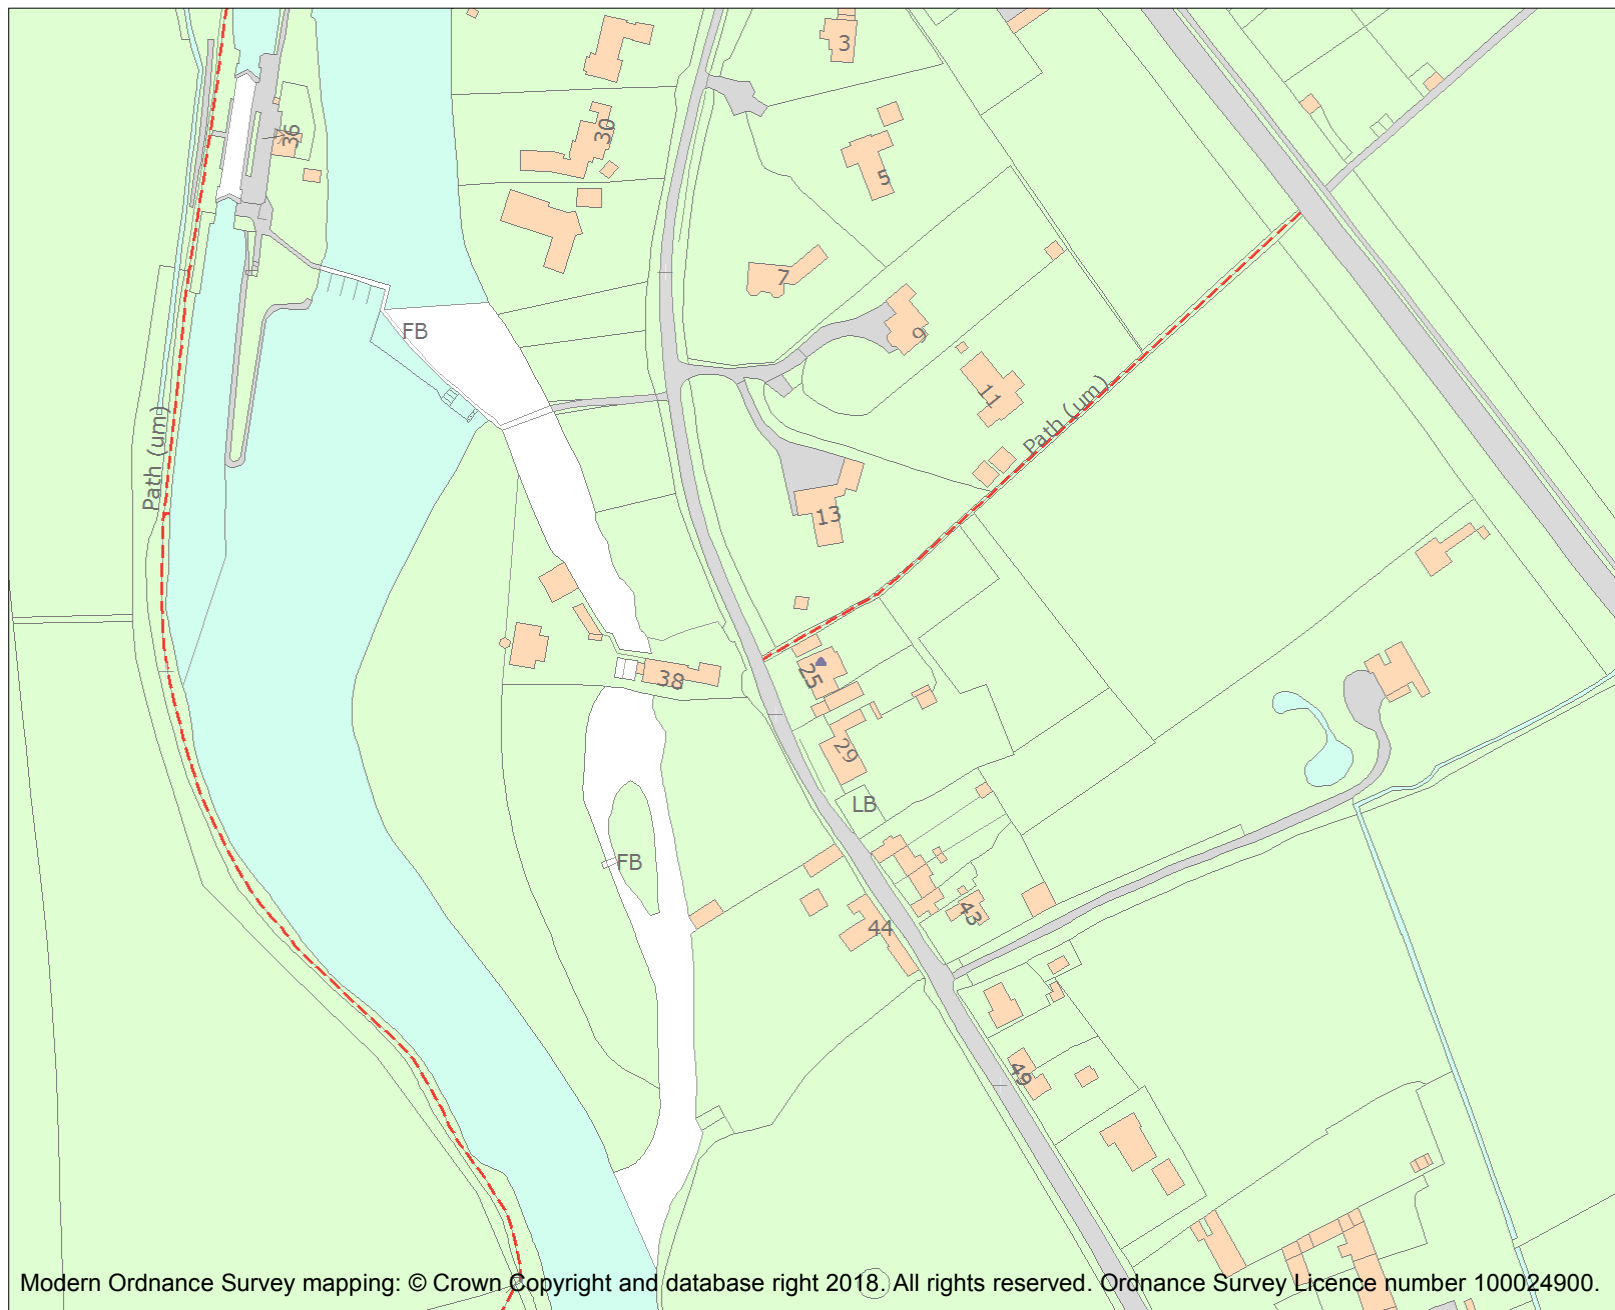 3
36
30
5
7
FB
9
11
Path (um)
Path (um)
13
25
38
29
LB
FB
43
44
49
Modern Ordnance Survey mapping: © Crown Copyright and database right 2018. All rights reserved. Ordnance Survey Licence number 100024900.